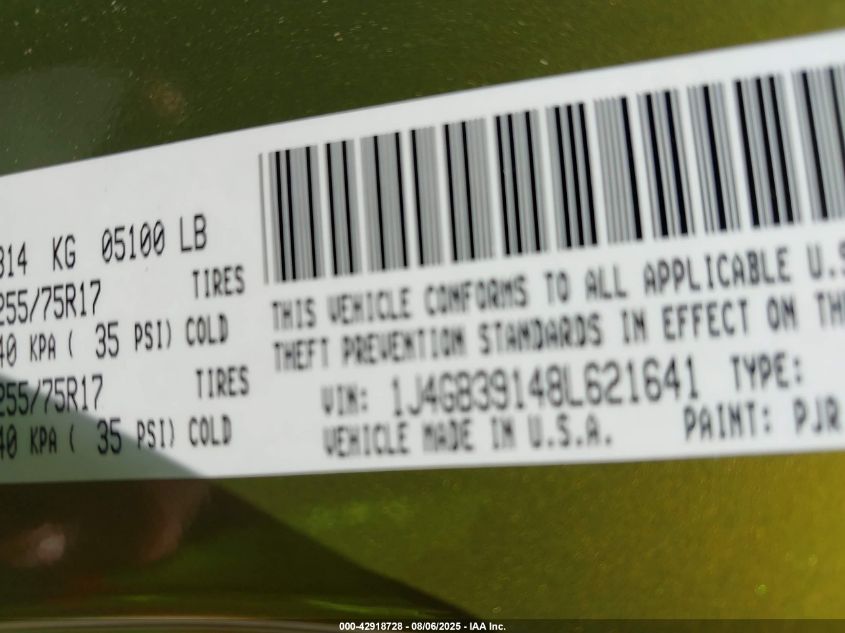 314 KG 05100 LB
255/75R17 TIRES
40 KPA ( 35 PSI) COLD
255/75R17 TIRES
40 KPA ( 35 PSI) COLD
THIS VEHICLE CONFORMS TO ALL APPLICABLE U.S
THEFT PREVENTION STANDARDS IN EFFECT ON THE
VIN: 1J4GB39148L621641 TYPE:
VEHICLE MADE IN U.S.A. PAINT: PJR
000-42918728 - 08/06/2025 - IAA Inc.